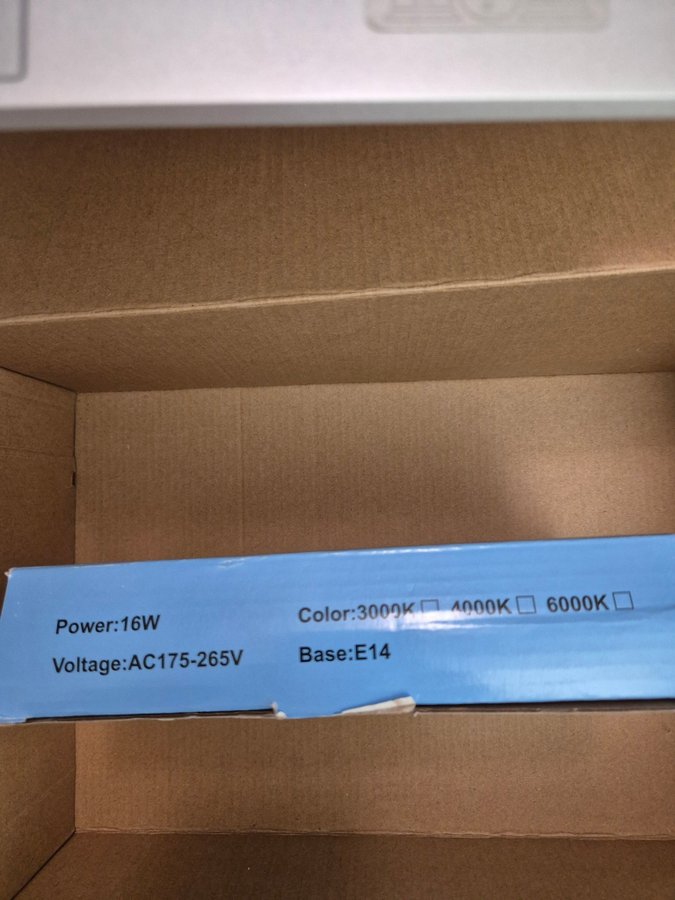 Power:16W
Color:3000K☐ 4000K☐ 6000K☐
Voltage:AC175-265V
Base:E14